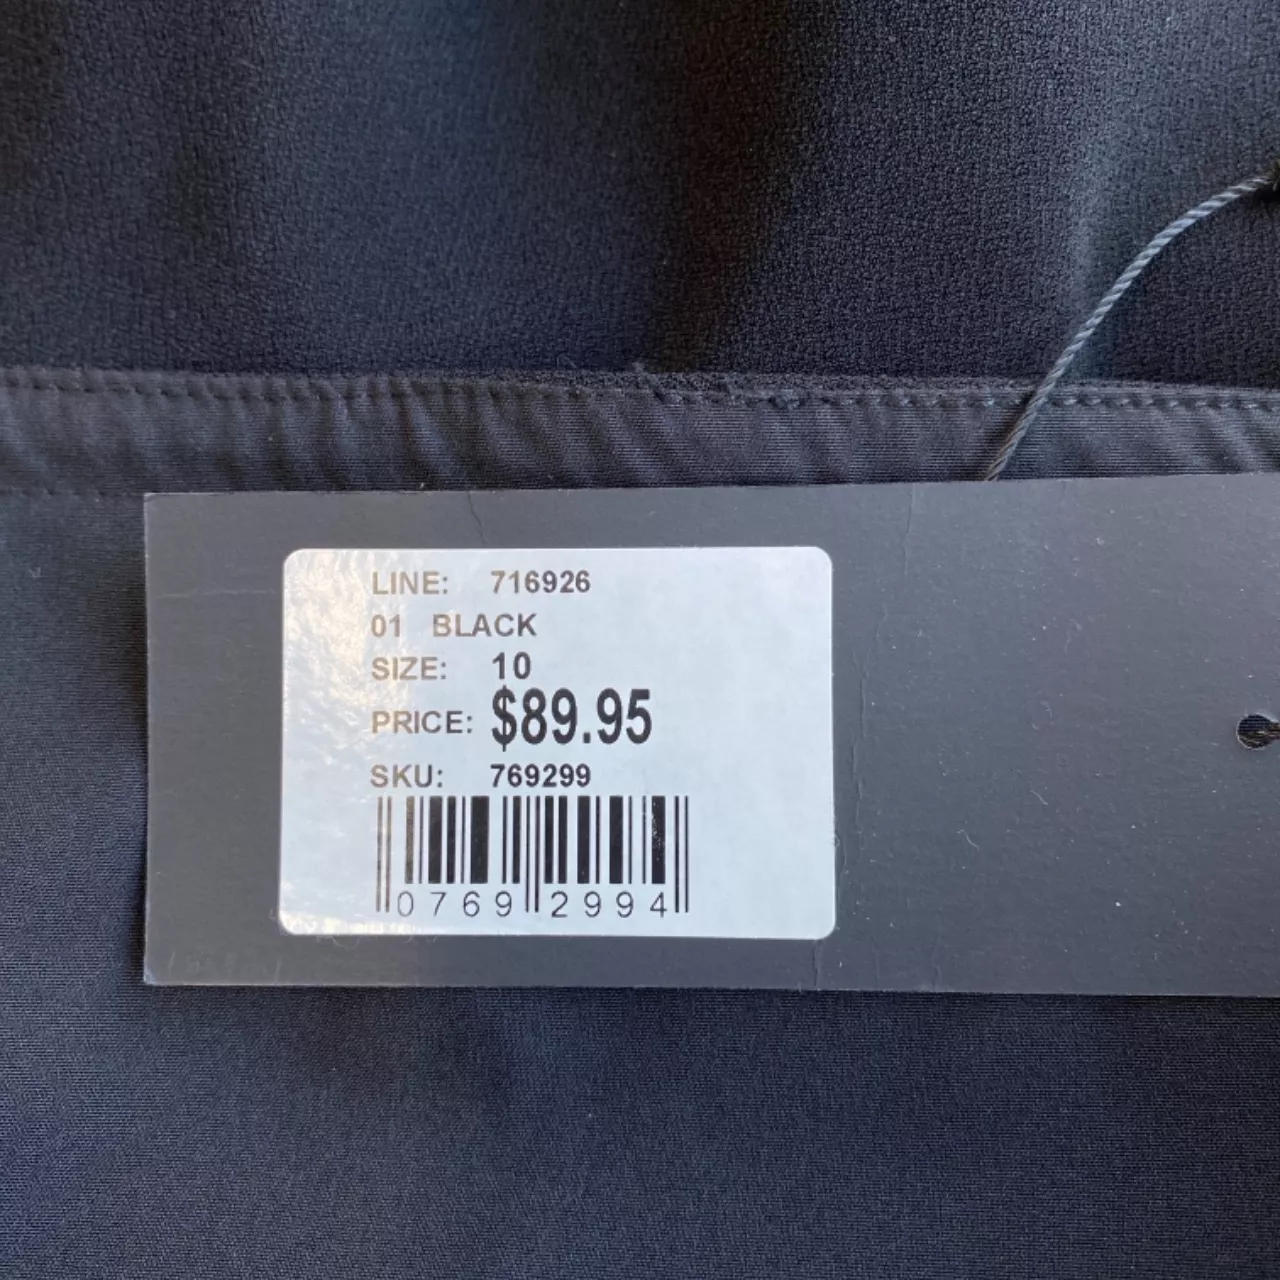 LINE: 716926
01 BLACK
SIZE: 10
PRICE: $89.95
SKU: 769299
0769 2994